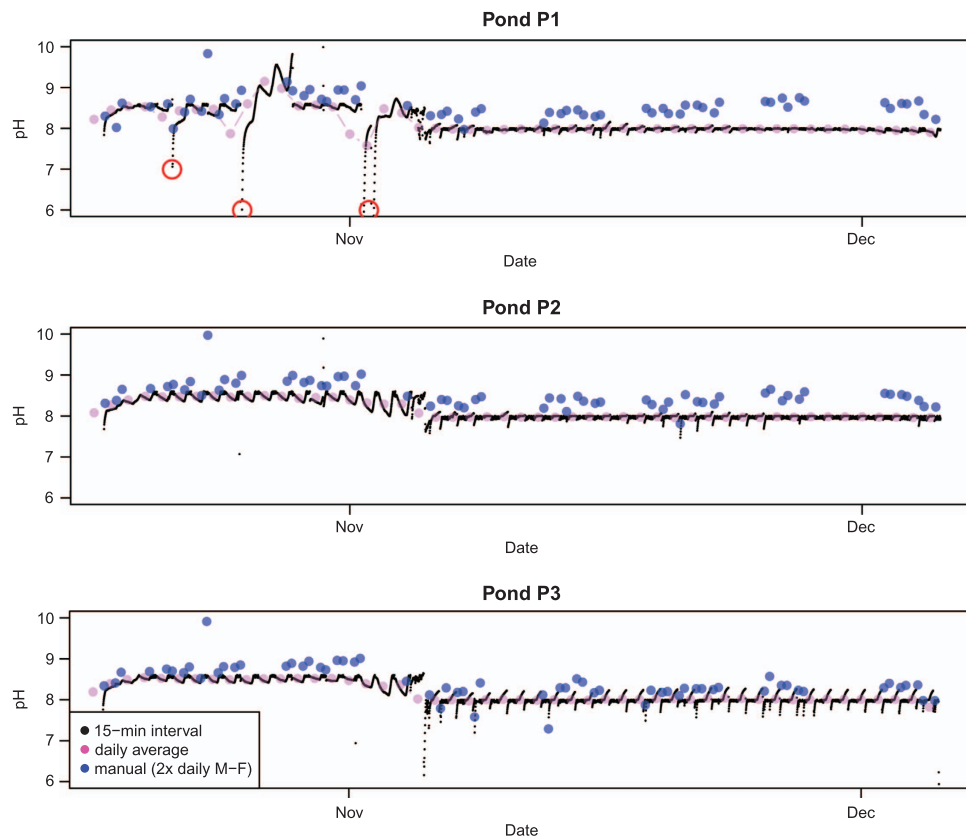 Pond P1
10
9
8
7
6
pH
Nov
Dec
Date
Pond P2
10
9
8
7
6
pH
Nov
Dec
Date
Pond P3
10
9
8
7
6
pH
15−min interval
daily average
manual (2x daily M−F)
Nov
Dec
Date